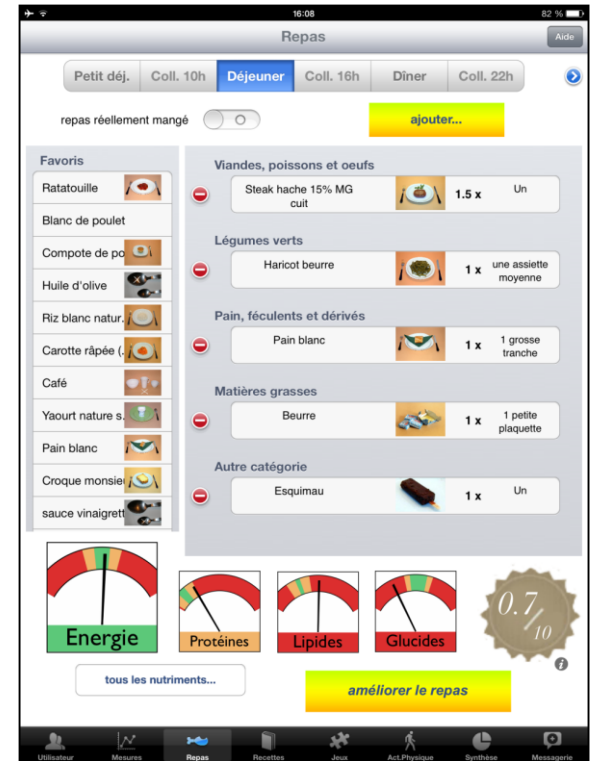 16:08
82 %
Repas
Aide
Petit déj.
Coll. 10h
Déjeuner
Coll. 16h
Dîner
Coll. 22h
repas réellement mangé
ajouter...
Favoris
Ratatouille
Blanc de poulet
Compote de po
Huile d'olive
Riz blanc natur.
Carotte râpée (.
Café
Yaourt nature s.
Pain blanc
Croque monsie
sauce vinaigrett
Viandes, poissons et oeufs
Steak hache 15% MG
cuit
1.5 x
Un
Légumes verts
Haricot beurre
1 x
une assiette
moyenne
Pain, féculents et dérivés
Pain blanc
1 x
1 grosse
tranche
Matières grasses
Beurre
1 x
1 petite
plaquette
Autre catégorie
Esquimau
1 x
Un
Energie
Protéines
Lipides
Glucides
0.7/10
tous les nutriments...
améliorer le repas
Utilisateur
Mesures
Repas
Recettes
Jeux
Act.Physique
Synthèse
Messagerie